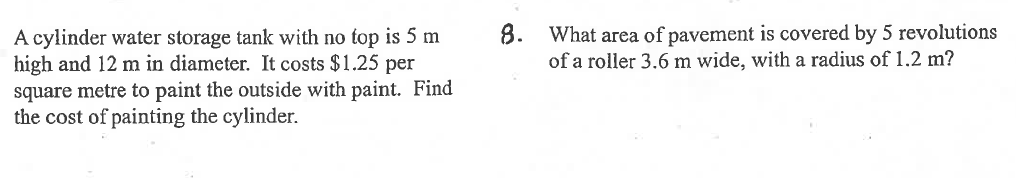 A cylinder water storage tank with no top is 5 m
high and 12 m in diameter. It costs $1.25 per
square metre to paint the outside with paint. Find
the cost of painting the cylinder.
8. What area of pavement is covered by 5 revolutions
of a roller 3.6 m wide, with a radius of 1.2 m?